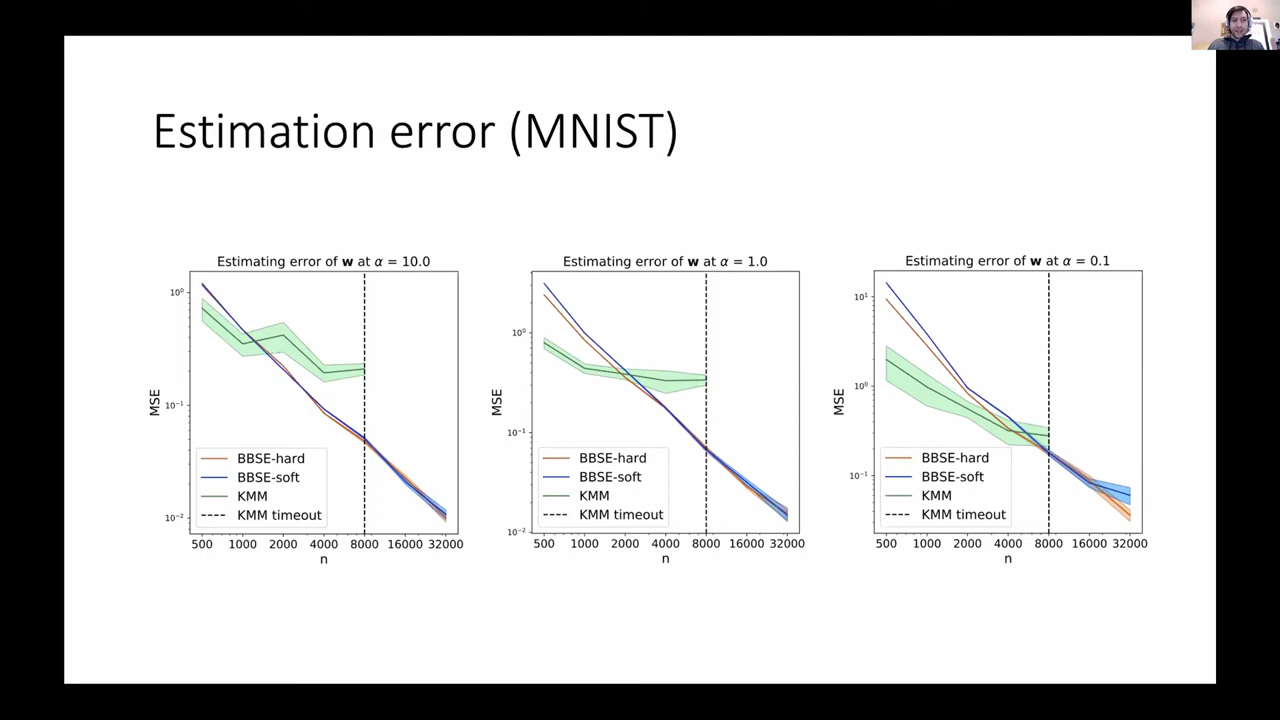 Estimation error (MNIST)
Estimating error of w at α = 10.0
MSE
10⁰
10⁻¹
10⁻²
BBSE-hard
BBSE-soft
KMM
KMM timeout
500 1000 2000 4000 8000 16000 32000
n
Estimating error of w at α = 1.0
MSE
10⁰
10⁻¹
10⁻²
BBSE-hard
BBSE-soft
KMM
KMM timeout
500 1000 2000 4000 8000 16000 32000
n
Estimating error of w at α = 0.1
MSE
10¹
10⁰
10⁻¹
BBSE-hard
BBSE-soft
KMM
KMM timeout
500 1000 2000 4000 8000 16000 32000
n